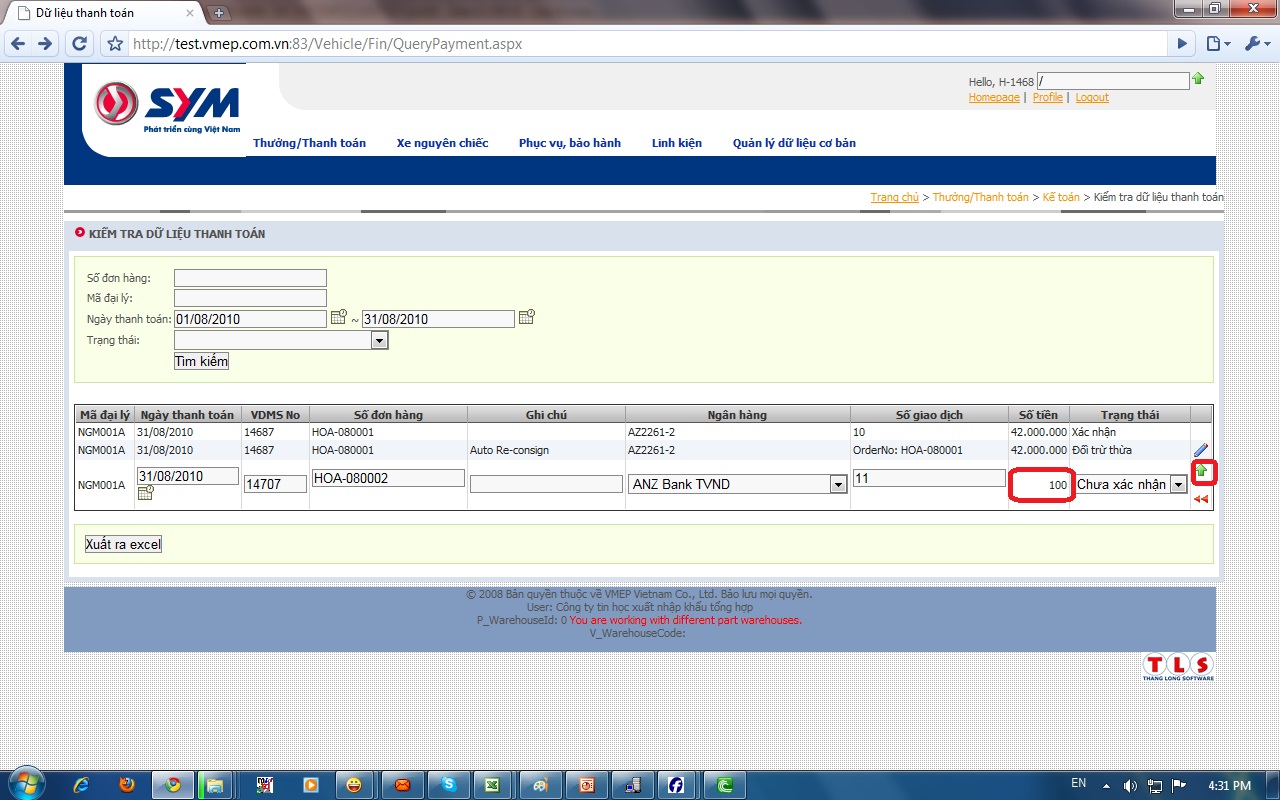 Dữ liệu thanh toán
http://test.vmep.com.vn:83/Vehicle/Fin/QueryPayment.aspx
Hello, H-1468 /
Homepage | Profile | Logout
SYM
Phát triển cùng Việt Nam
Thưởng/Thanh toán Xe nguyên chiếc Phục vụ, bảo hành Linh kiện Quản lý dữ liệu cơ bản
Trang chủ > Thưởng/Thanh toán > Kế toán > Kiểm tra dữ liệu thanh toán
KIỂM TRA DỮ LIỆU THANH TOÁN
Số đơn hàng:
Mã đại lý:
Ngày thanh toán: 01/08/2010 ~ 31/08/2010
Trạng thái:
Tìm kiếm
Mã đại lý Ngày thanh toán VDMS No Số đơn hàng Ghi chú Ngân hàng Số giao dịch Số tiền Trạng thái
NGM001A 31/08/2010 14687 HOA-080001 AZ2261-2 10 42.000.000 Xác nhận
NGM001A 31/08/2010 14687 HOA-080001 Auto Re-consign AZ2261-2 OrderNo: HOA-080001 42.000.000 Đối trừ thừa
NGM001A 31/08/2010 14707 HOA-080002 ANZ Bank TVND 11 100 Chưa xác nhận
Xuất ra excel
© 2008 Bản quyền thuộc về VMEP Vietnam Co., Ltd. Bảo lưu mọi quyền.
User: Công ty tin học xuất nhập khẩu tổng hợp
P_WarehouseId: 0 You are working with different part warehouses.
V_WarehouseCode:
TLS
THANG LONG SOFTWARE
EN 4:31 PM